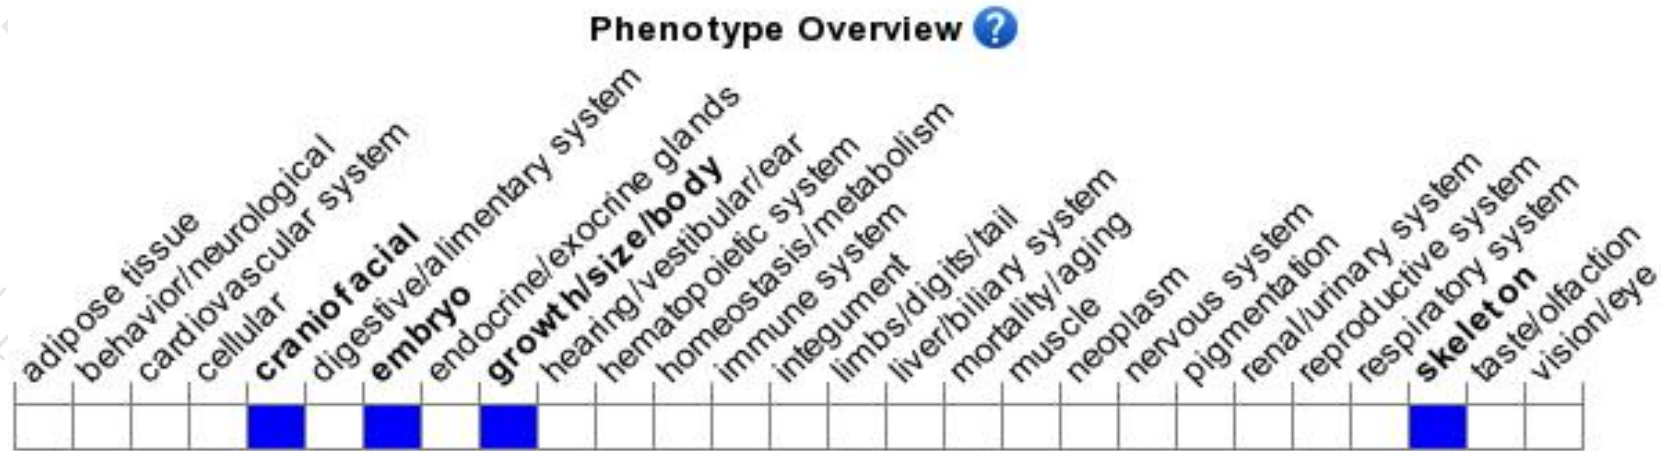 Phenotype Overview ?
adipose tissue
behavior/neurological
cardiovascular system
cellular
craniofacial
digestive/alimentary system
embryo
endocrine/exocrine glands
growth/size/body
hearing/vestibular/ear
hematopoietic system
homeostasis/metabolism
immune system
integument
limbs/digits/tail
liver/biliary system
mortality/aging
muscle
neoplasm
nervous system
pigmentation
renal/urinary system
reproductive system
respiratory system
skeleton
taste/olfaction
vision/eye